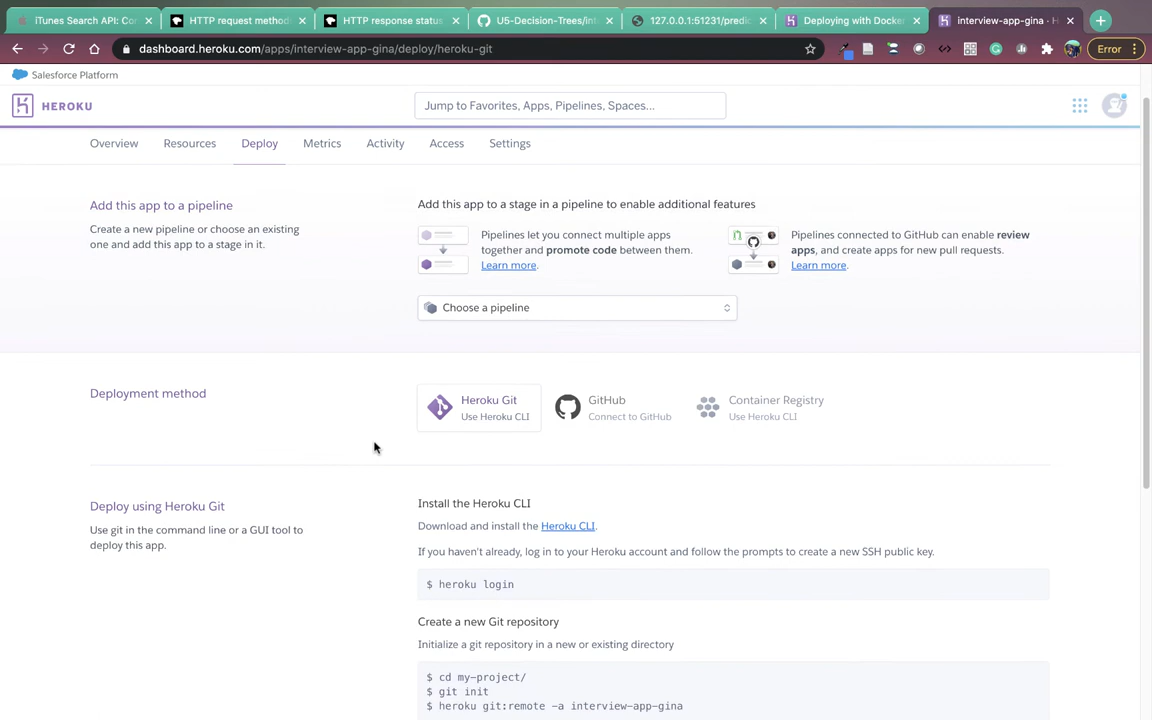 iTunes Search API: Con
HTTP request method
HTTP response status
U5-Decision-Trees/int
127.0.0.1:51231/predic
Deploying with Docker
interview-app-gina · H
dashboard.heroku.com/apps/interview-app-gina/deploy/heroku-git
Error
Salesforce Platform
HEROKU
Jump to Favorites, Apps, Pipelines, Spaces...
Overview
Resources
Deploy
Metrics
Activity
Access
Settings
Add this app to a pipeline
Create a new pipeline or choose an existing
one and add this app to a stage in it.
Add this app to a stage in a pipeline to enable additional features
Pipelines let you connect multiple apps
together and promote code between them.
Learn more.
Pipelines connected to GitHub can enable review
apps, and create apps for new pull requests.
Learn more.
Choose a pipeline
Deployment method
Heroku Git
Use Heroku CLI
GitHub
Connect to GitHub
Container Registry
Use Heroku CLI
Deploy using Heroku Git
Use git in the command line or a GUI tool to
deploy this app.
Install the Heroku CLI
Download and install the Heroku CLI.
If you haven't already, log in to your Heroku account and follow the prompts to create a new SSH public key.
$ heroku login
Create a new Git repository
Initialize a git repository in a new or existing directory
$ cd my-project/
$ git init
$ heroku git:remote -a interview-app-gina